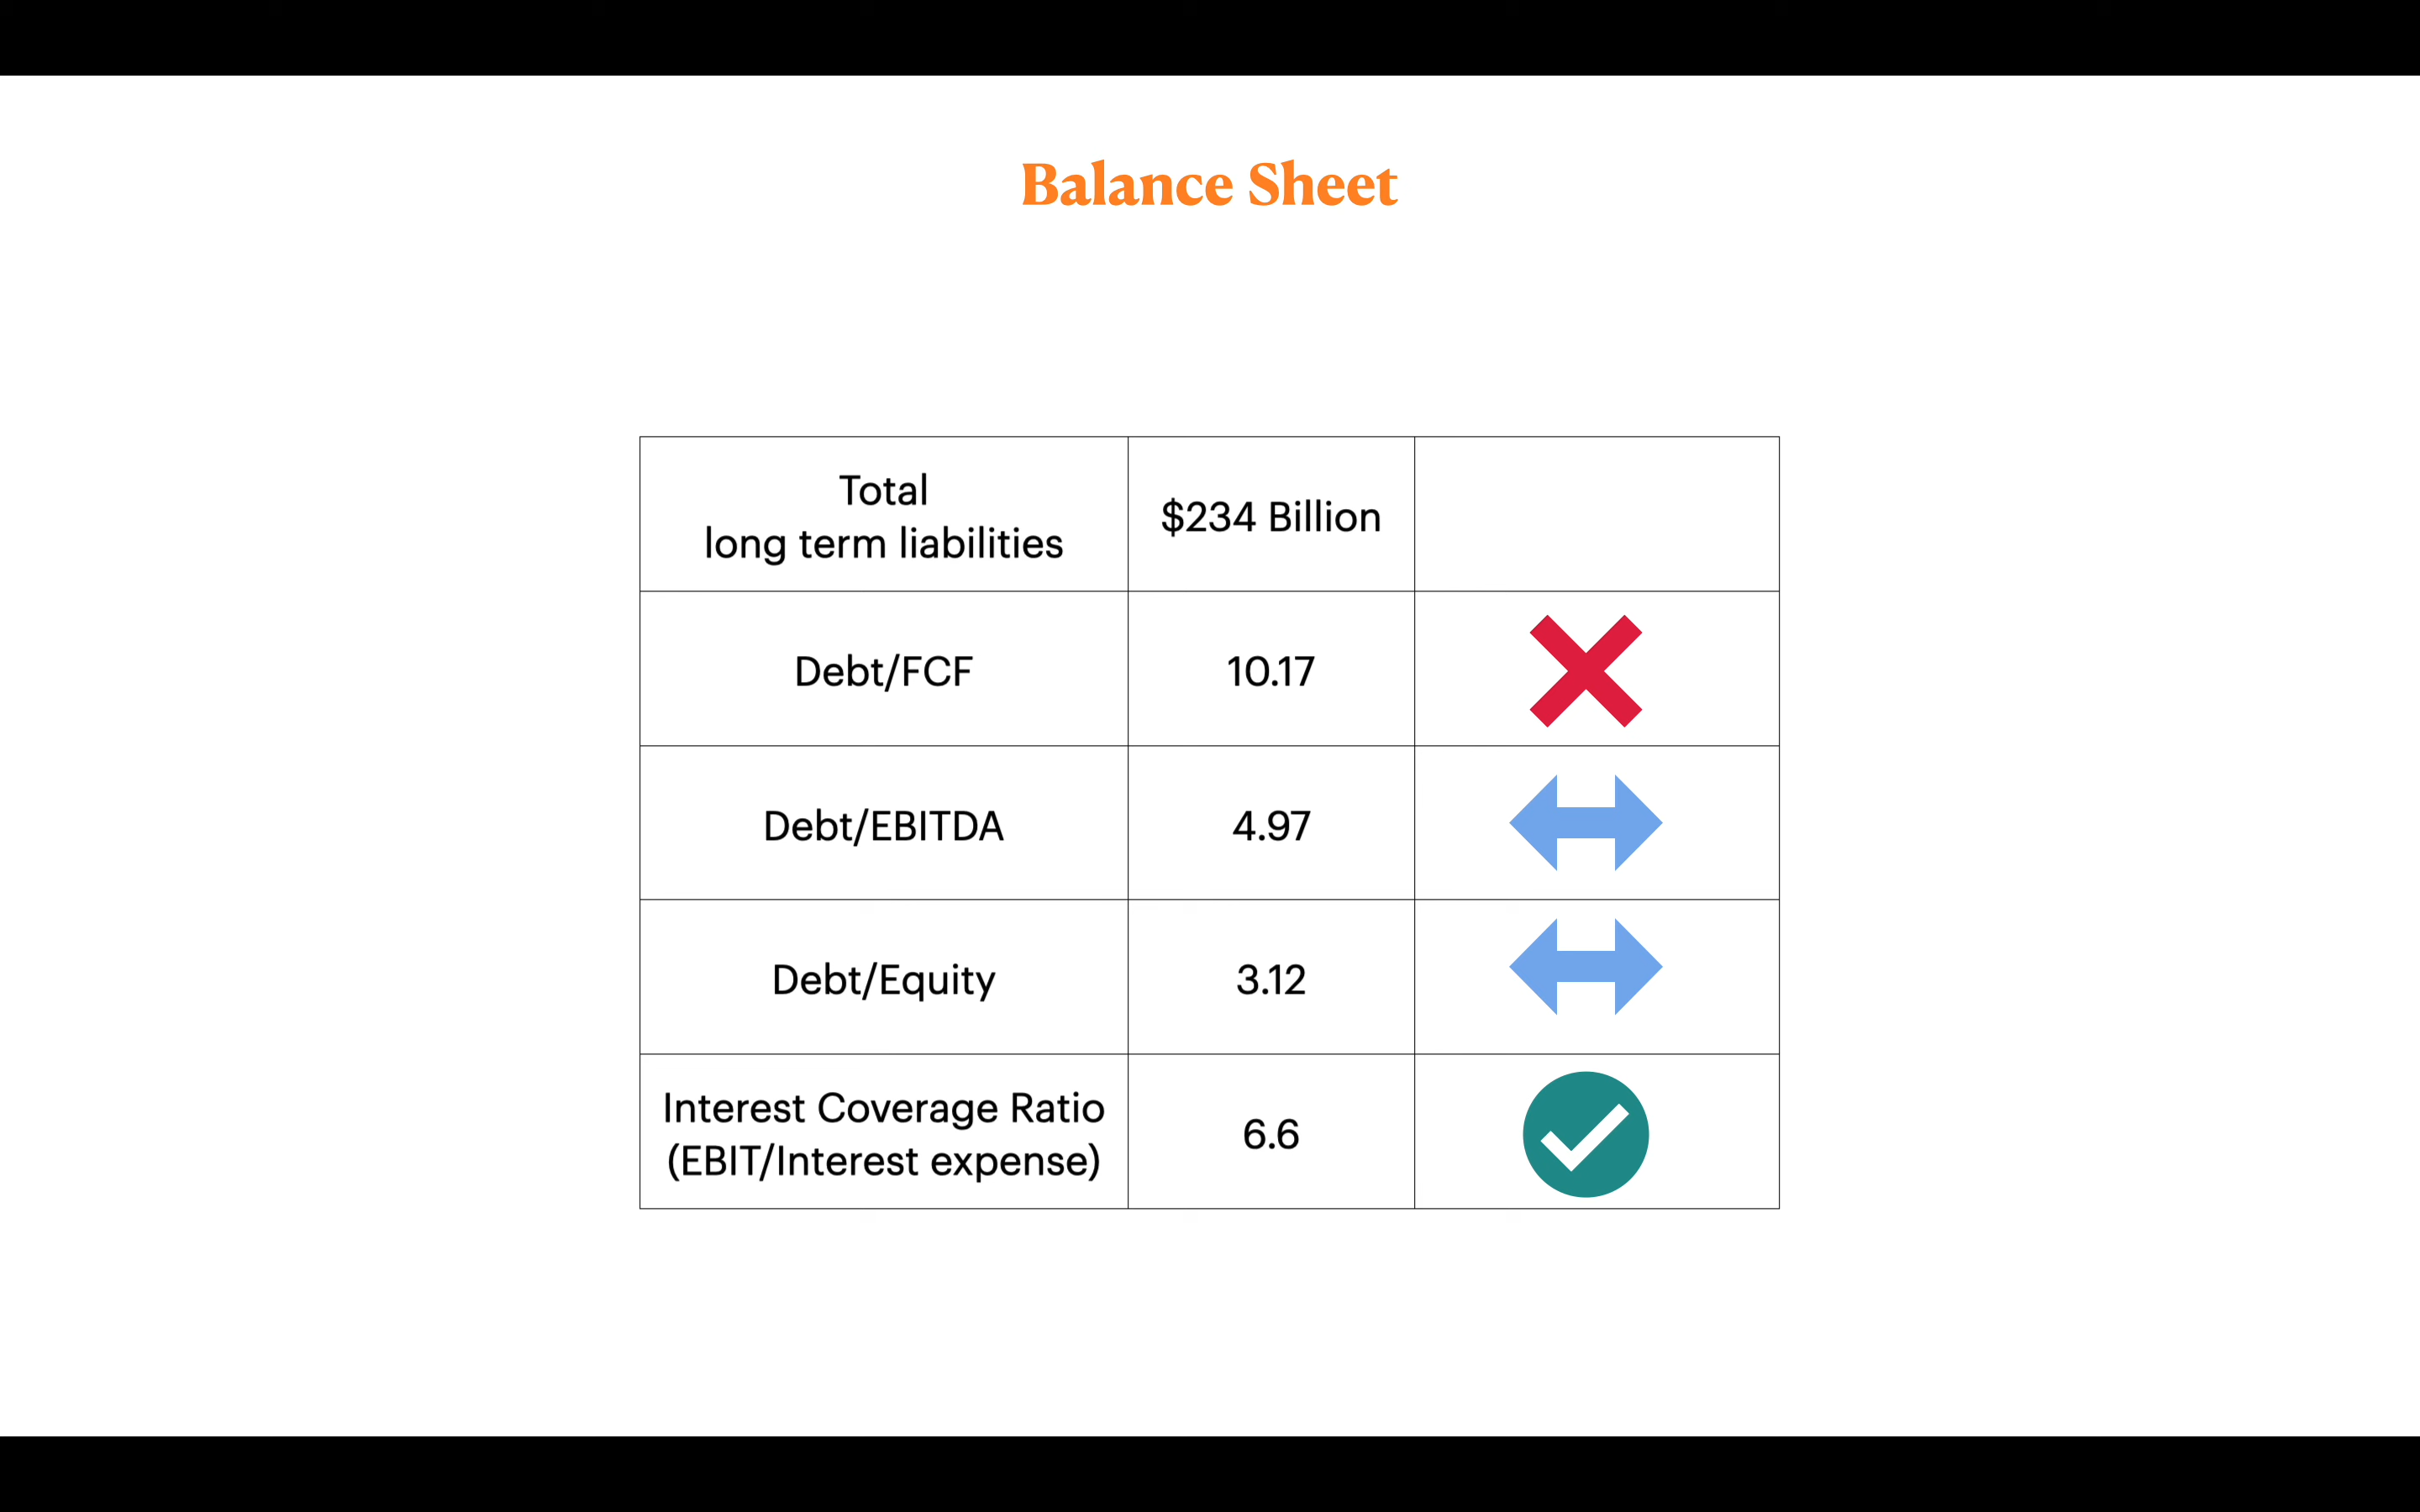 Balance Sheet
Total
long term liabilities
$234 Billion
Debt/FCF
10.17
Debt/EBITDA
4.97
Debt/Equity
3.12
Interest Coverage Ratio
(EBIT/Interest expense)
6.6